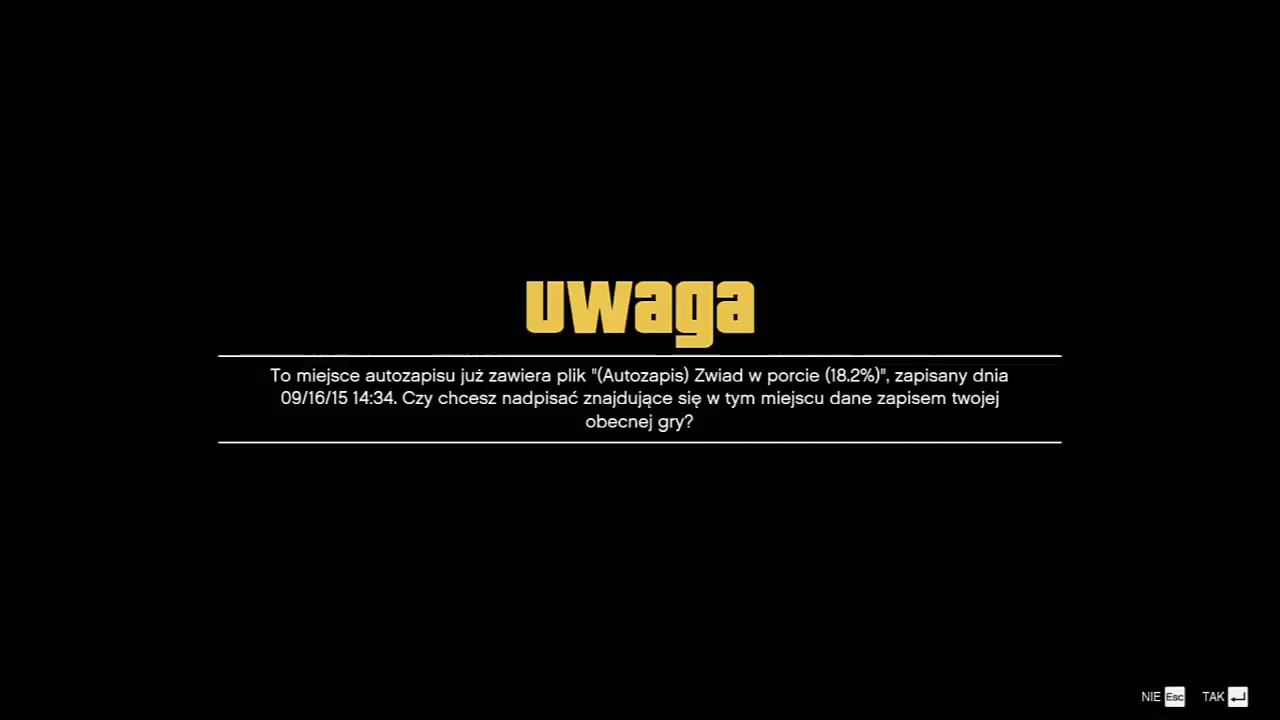 uwaga
To miejsce autozapisu już zawiera plik "(Autozapis) Zwiad w porcie (18.2%)", zapisany dnia
09/16/15 14:34. Czy chcesz nadpisać znajdujące się w tym miejscu dane zapisem twojej
obecnej gry?
NIE Esc TAK